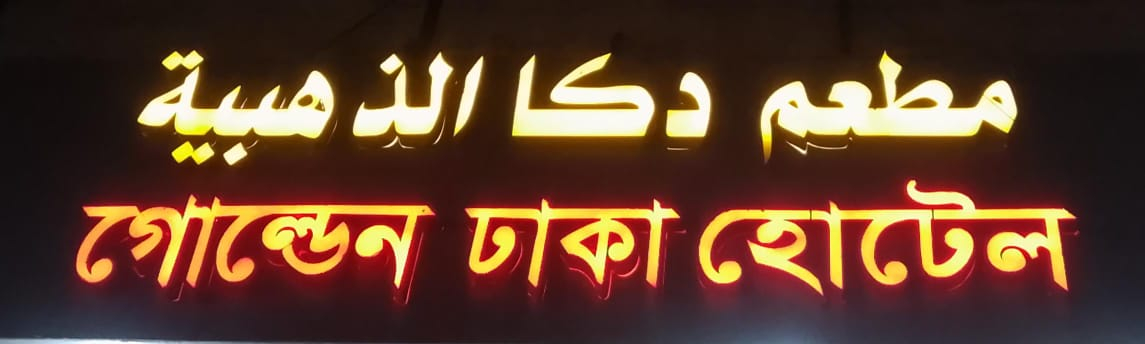 مطعم دكا الذهبية
গোল্ডেন ঢাকা হোটেল